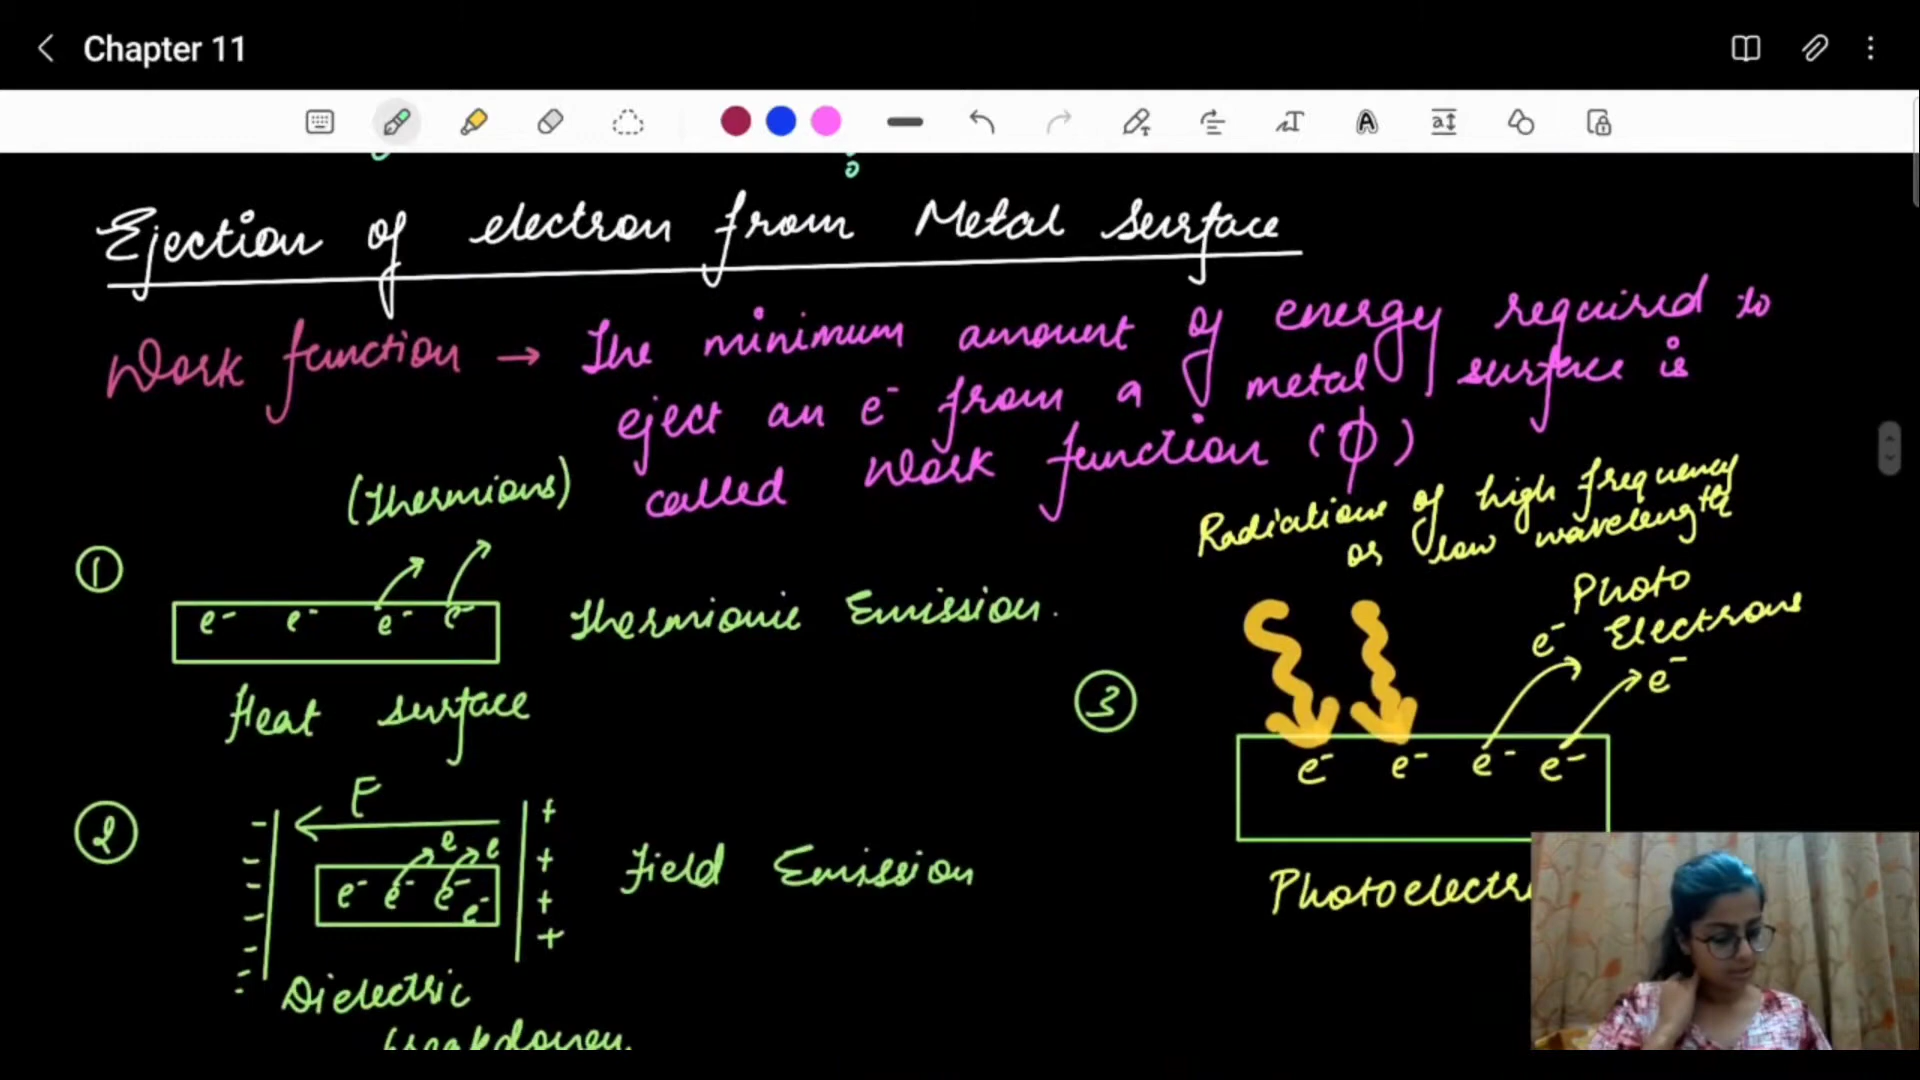 Chapter 11
Ejection of electron from Metal surface
Work function → The minimum amount of energy required to
eject an e⁻ from a metal surface is
called Work function (ϕ)
(Thermions)
①
e⁻ e⁻ e⁻ e⁻
Thermionic Emission.
Heat surface
②
E
e e
e⁻ e⁻ e⁻ e⁻
Field Emission
Dielectric
breakdown.
Radiations of high frequency
or low wavelength
Photo
Electrons
e⁻
e⁻
③
e⁻ e⁻ e⁻ e⁻
Photoelectr